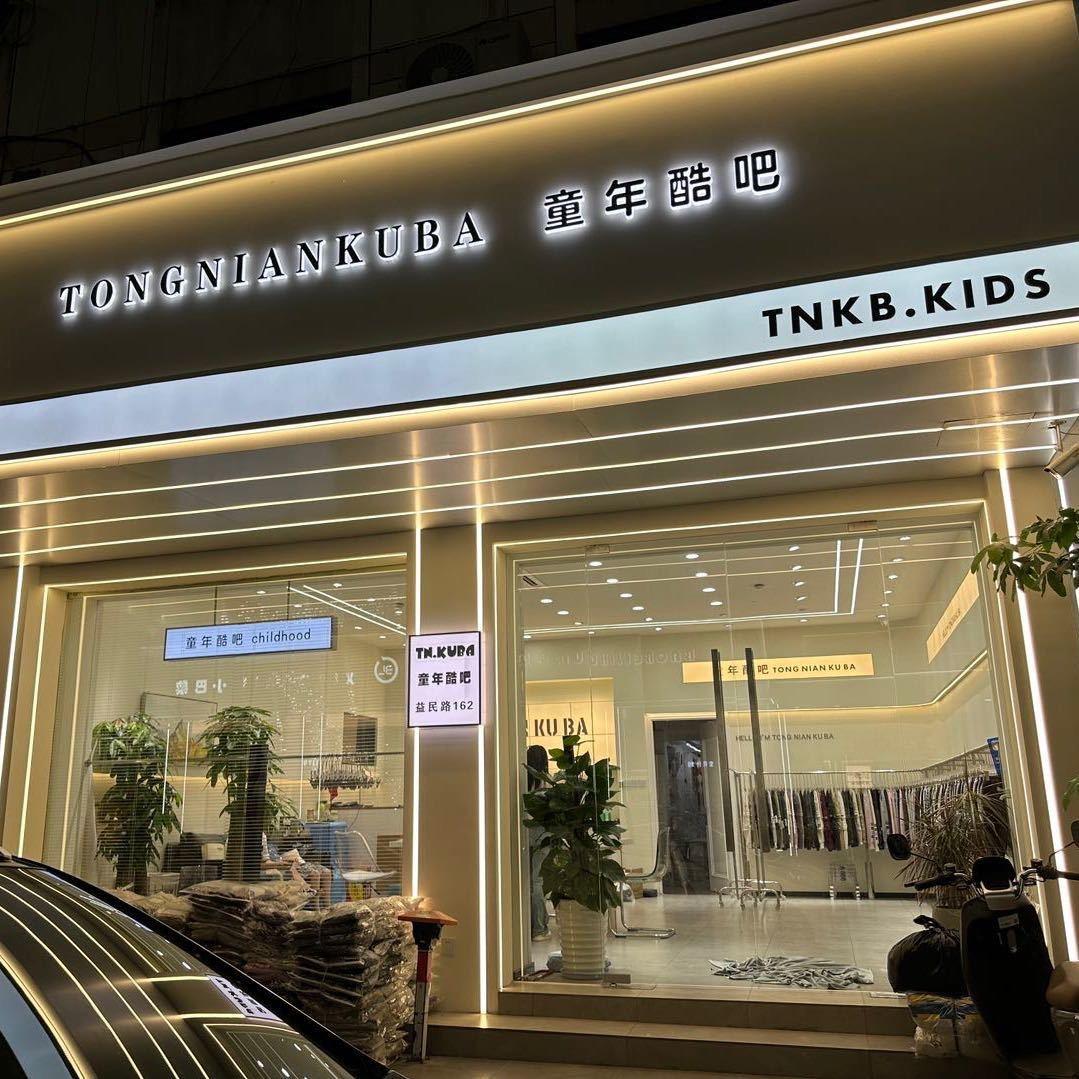 TONGNIANKUBA 童年酷吧
TNKB.KIDS
童年酷吧 childhood
TN.KUBA
童年酷吧
益民路162
童年酷吧 TONG NIAN KU BA
KU BA
HELLO I'M TONG NIAN KU BA